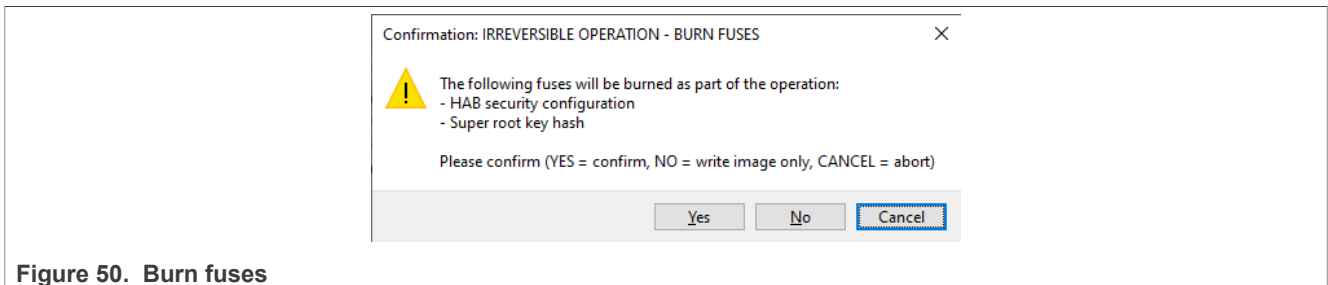 Confirmation: IRREVERSIBLE OPERATION - BURN FUSES
The following fuses will be burned as part of the operation:
- HAB security configuration
- Super root key hash
Please confirm (YES = confirm, NO = write image only, CANCEL = abort)
Yes No Cancel
Figure 50. Burn fuses